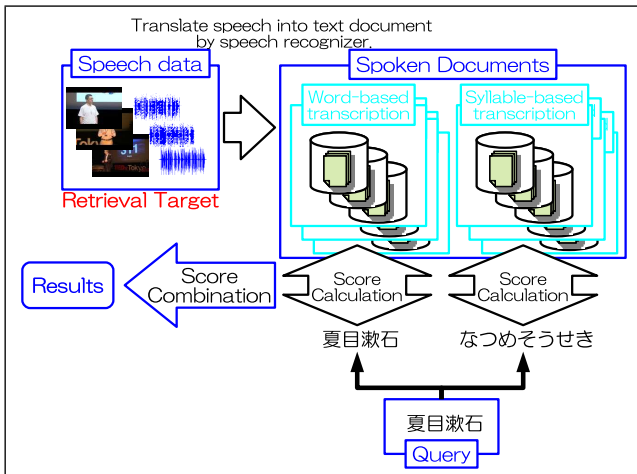 Translate speech into text document
by speech recognizer.
Speech data
Spoken Documents
Word-based
transcription
Syllable-based
transcription
Retrieval Target
Results
Score
Combination
Score
Calculation
Score
Calculation
夏目漱石
なつめそうせき
夏目漱石
Query